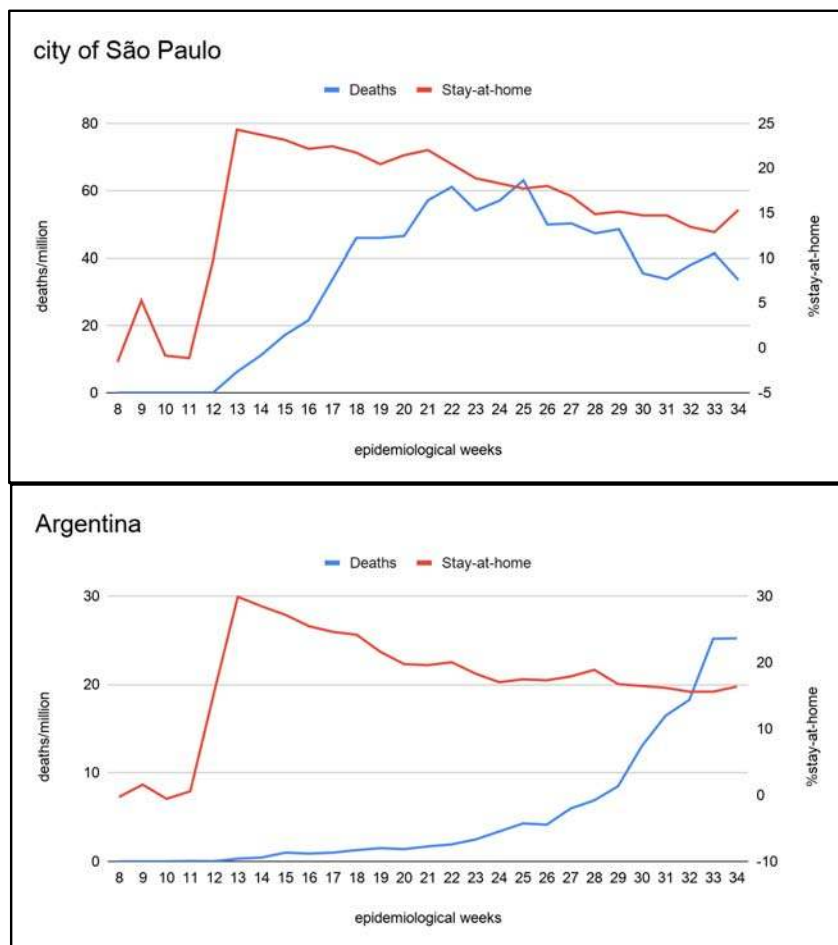 city of São Paulo
Deaths Stay-at-home
80 25
20
60
15
40 10
5
20
0
0 -5
deaths/million
%stay-at-home
8 9 10 11 12 13 14 15 16 17 18 19 20 21 22 23 24 25 26 27 28 29 30 31 32 33 34
epidemiological weeks
Argentina
Deaths Stay-at-home
30 30
20 20
10
10
0
0 -10
deaths/million
%stay-at-home
8 9 10 11 12 13 14 15 16 17 18 19 20 21 22 23 24 25 26 27 28 29 30 31 32 33 34
epidemiological weeks